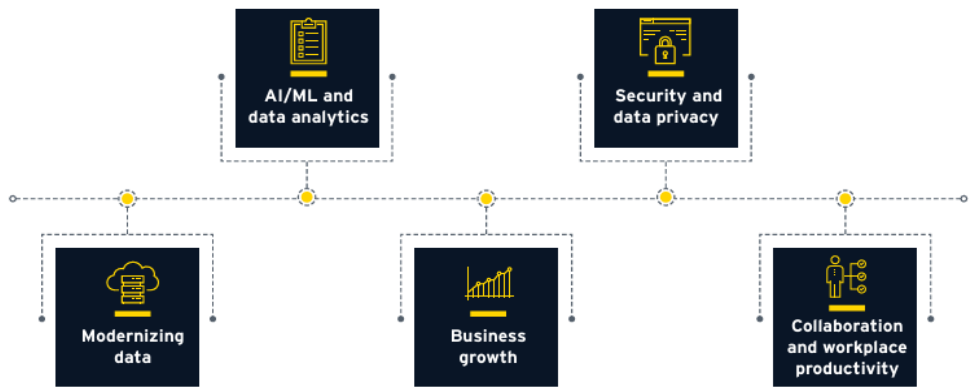 AI/ML and
data analytics
Security and
data privacy
Modernizing
data
Business
growth
Collaboration
and workplace
productivity